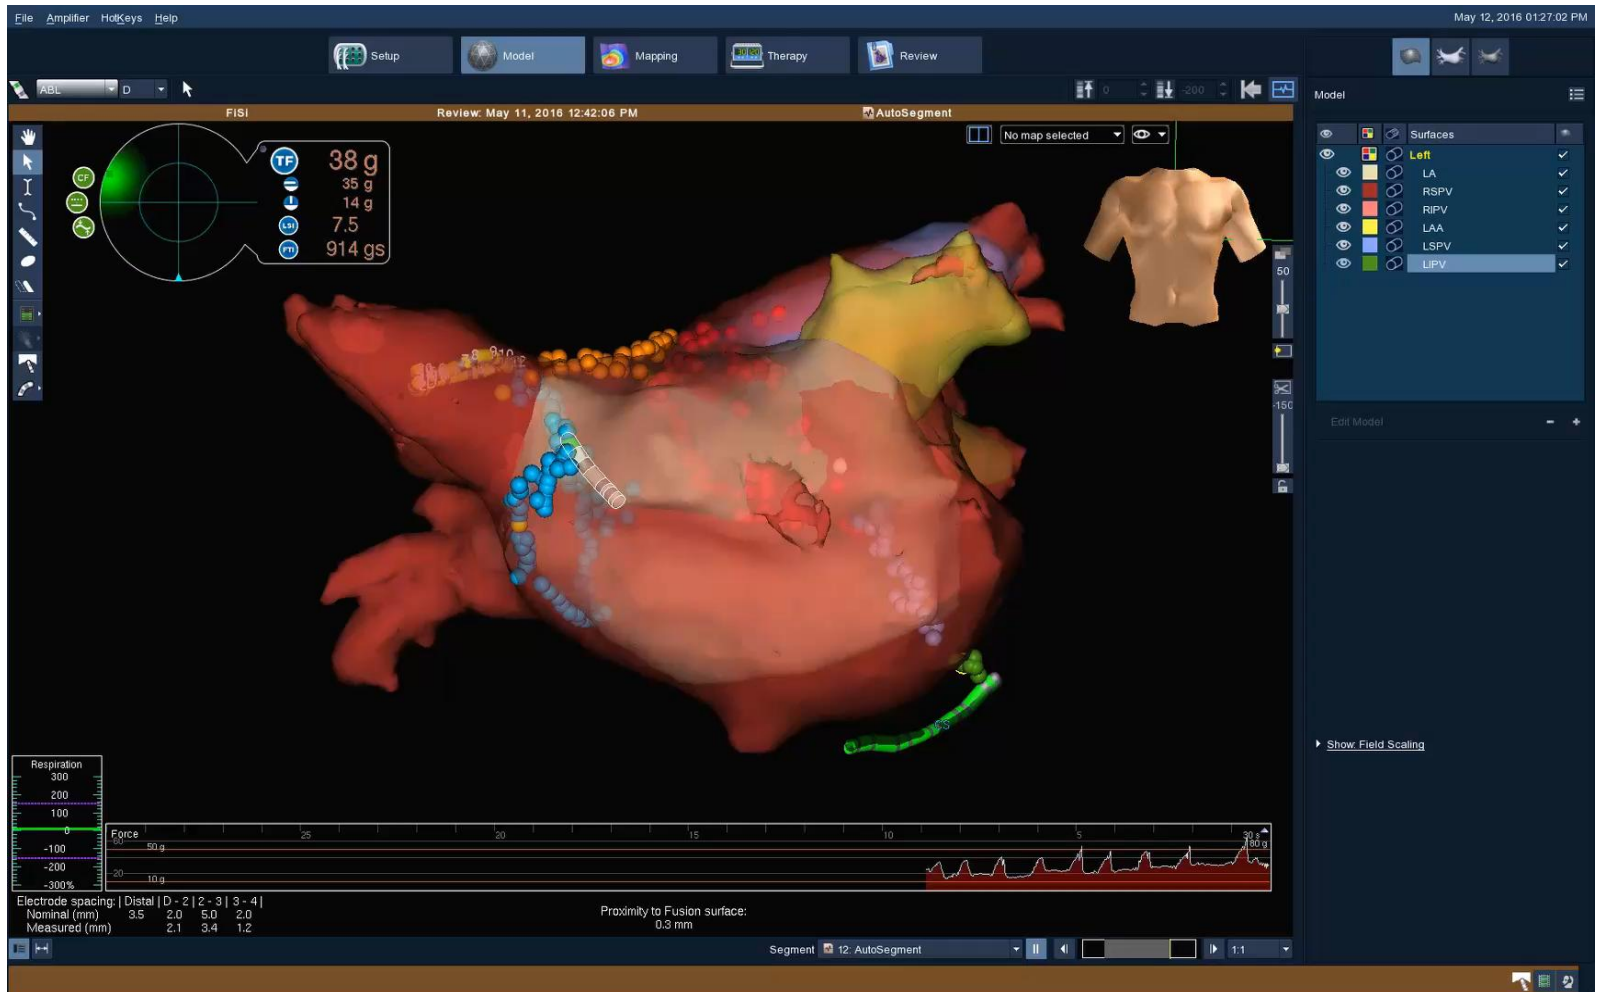 File Amplifier HotKeys Help
May 12, 2016 01:27:02 PM
Setup
Model
Mapping
Therapy
Review
ABL
D
0
-200
Model
FISI
Review: May 11, 2016 12:42:06 PM
AutoSegment
No map selected
Surfaces
Left
LA
RSPV
RIPV
LAA
LSPV
LIPV
CF
TF 38 g
35 g
14 g
LSI 7.5
FTI 914 gs
50
-150
Edit Model
- +
CS
Show: Field Scaling
Respiration
300
200
100
0
-100
-200
-300%
Force
25 20 15 10 5 30 s
60
50 g
80 g
20
10 g
Electrode spacing: | Distal | D - 2 | 2 - 3 | 3 - 4 |
Nominal (mm) 3.5 2.0 5.0 2.0
Measured (mm) 2.1 3.4 1.2
Proximity to Fusion surface:
0.3 mm
Segment 12: AutoSegment
1:1